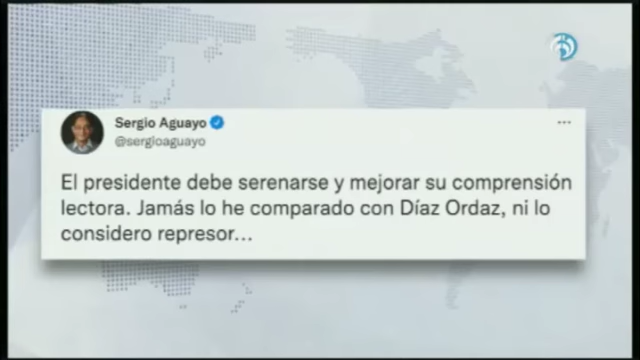 Sergio Aguayo
@sergioaguayo
El presidente debe serenarse y mejorar su comprensión
lectora. Jamás lo he comparado con Díaz Ordaz, ni lo
considero represor...